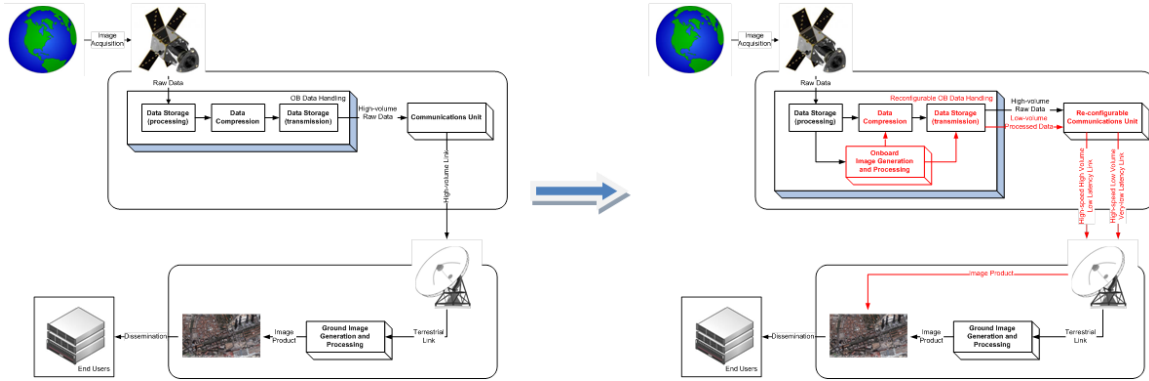 Image
Acquisition
Raw Data
OB Data Handling
Data Storage
(processing)
Data
Compression
Data Storage
(transmission)
High-volume
Raw Data
Communications Unit
High-volume Link
Terrestrial
Link
Ground Image
Generation and
Processing
Image
Product
Dissemination
End Users
Image
Acquisition
Raw Data
Reconfigurable OB Data Handling
Data Storage
(processing)
Data
Compression
Data Storage
(transmission)
Onboard
Image Generation
and Processing
High-volume
Raw Data
Low-volume
Processed Data
Re-configurable
Communications Unit
High-speed High Volume
Low Latency Link
High-speed Low Volume
Very-low Latency Link
Image Product
Terrestrial
Link
Ground Image
Generation and
Processing
Image
Product
Dissemination
End Users